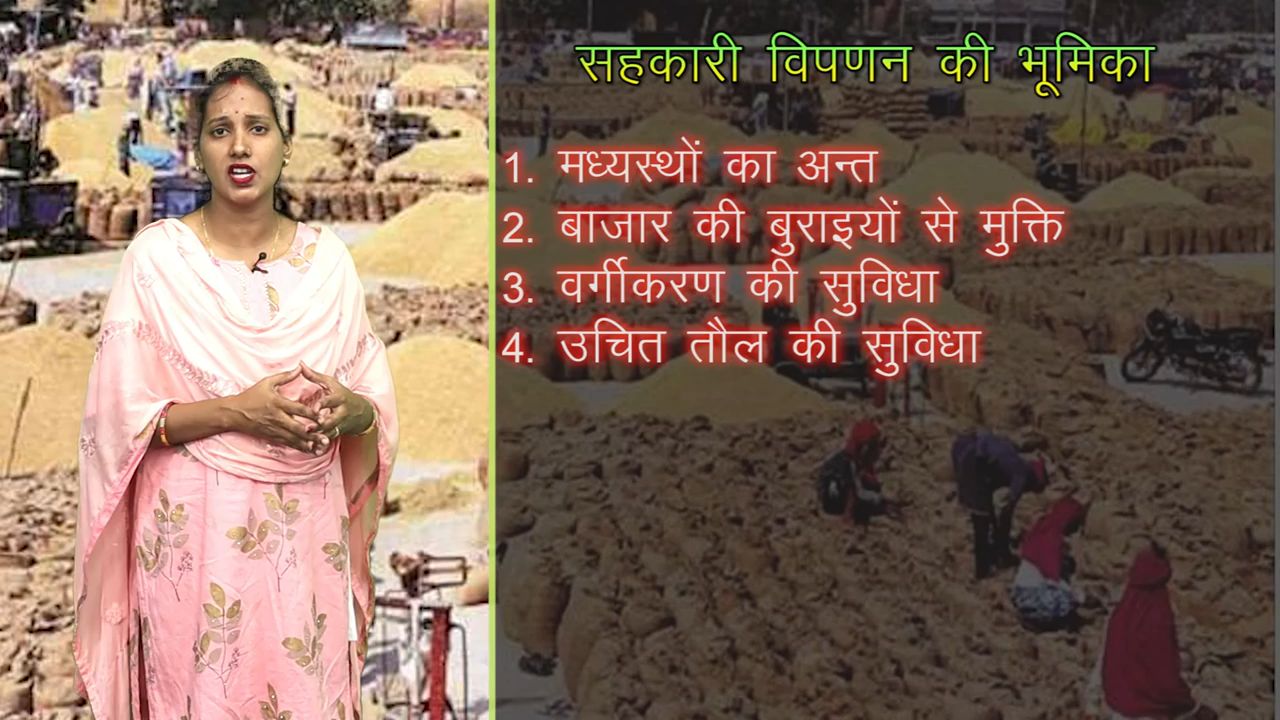 सहकारी विपणन की भूमिका
1. मध्यस्थों का अन्त
2. बाजार की बुराइयों से मुक्ति
3. वर्गीकरण की सुविधा
4. उचित तौल की सुविधा